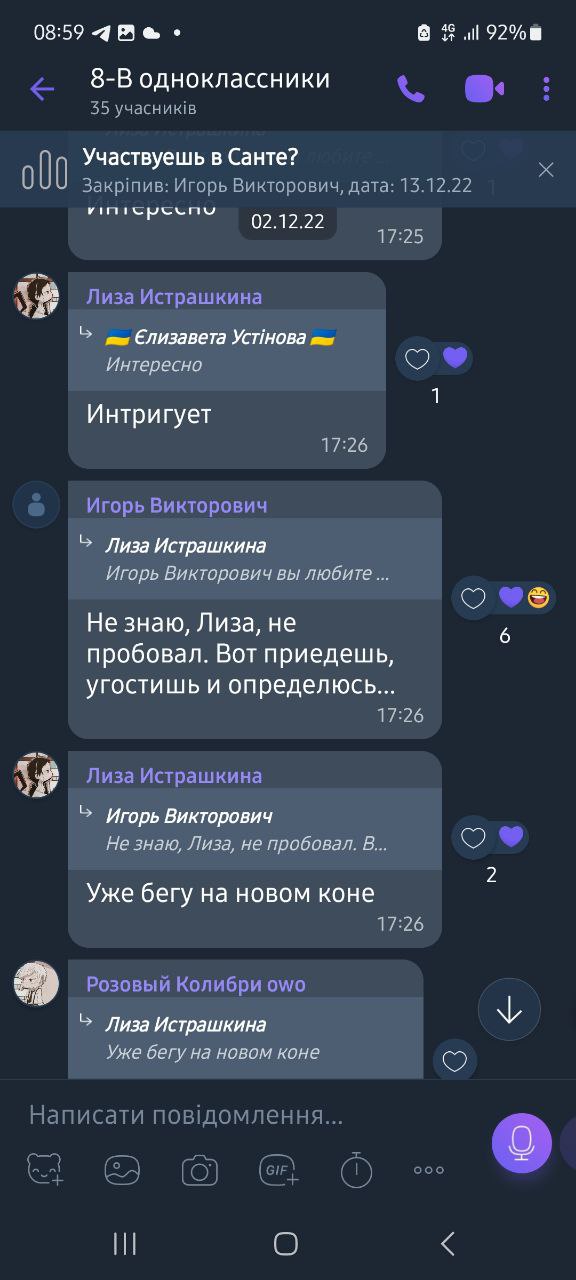 08:59
4G
92%
8-В одноклассники
35 учасників
Участвуешь в Санте?
Закріпив: Игорь Викторович, дата: 13.12.22
1
Интересно
02.12.22
17:25
Лиза Истрашкина
Єлизавета Устінова
Интересно
Интригует
17:26
1
Игорь Викторович
Лиза Истрашкина
Игорь Викторович вы любите ...
Не знаю, Лиза, не
пробовал. Вот приедешь,
угостишь и определюсь...
17:26
6
Лиза Истрашкина
Игорь Викторович
Не знаю, Лиза, не пробовал. В...
Уже бегу на новом коне
17:26
2
Розовый Колибри owo
Лиза Истрашкина
Уже бегу на новом коне
Написати повідомлення...
GIF